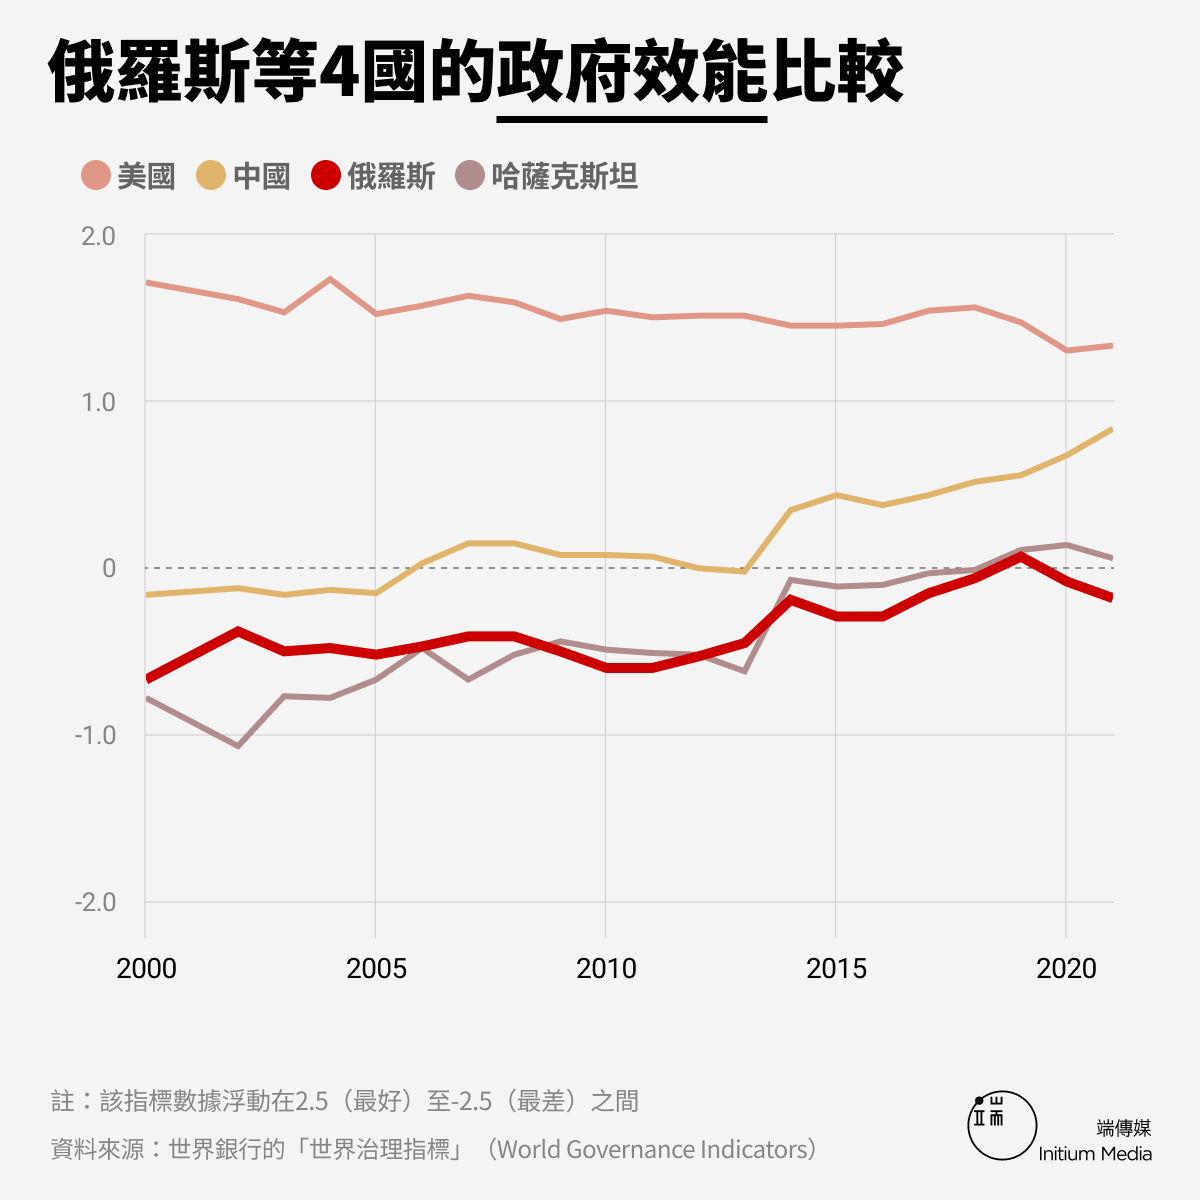 俄羅斯等4國的政府效能比較
美國 中國 俄羅斯 哈薩克斯坦
2.0
1.0
0
-1.0
-2.0
2000 2005 2010 2015 2020
註：該指標數據浮動在2.5（最好）至-2.5（最差）之間
資料來源：世界銀行的「世界治理指標」（World Governance Indicators）
端
端傳媒
Initium Media